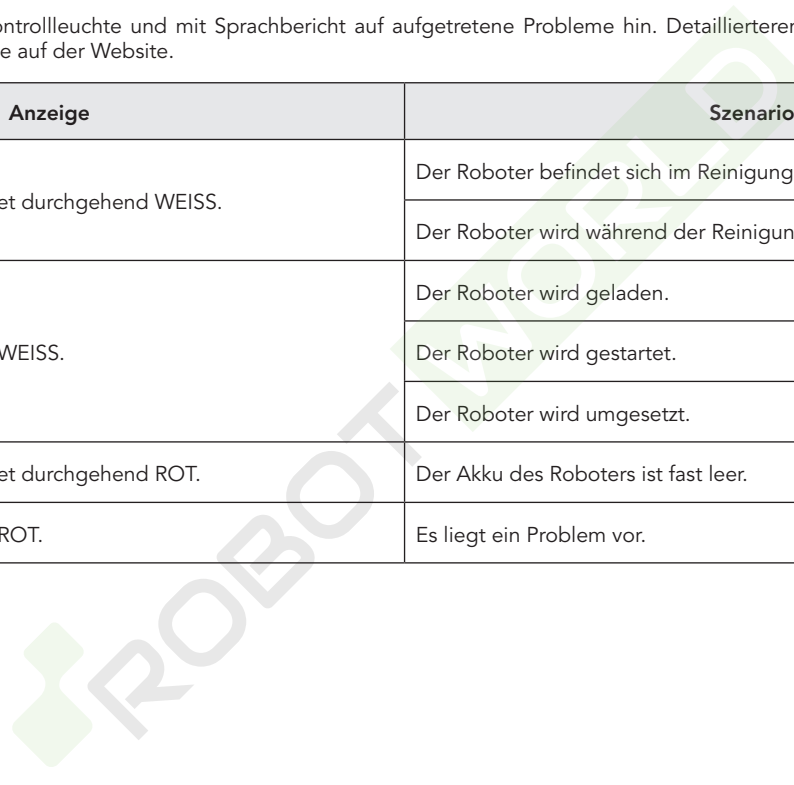 ontrollleuchte und mit Sprachbericht auf aufgetretene Probleme hin. Detaillierteren
e auf der Website.
Anzeige
Szenario
et durchgehend WEISS.
Der Roboter befindet sich im Reinigung
Der Roboter wird während der Reinigun
WEISS.
Der Roboter wird geladen.
Der Roboter wird gestartet.
Der Roboter wird umgesetzt.
et durchgehend ROT.
Der Akku des Roboters ist fast leer.
ROT.
Es liegt ein Problem vor.
ROBOTWORLD